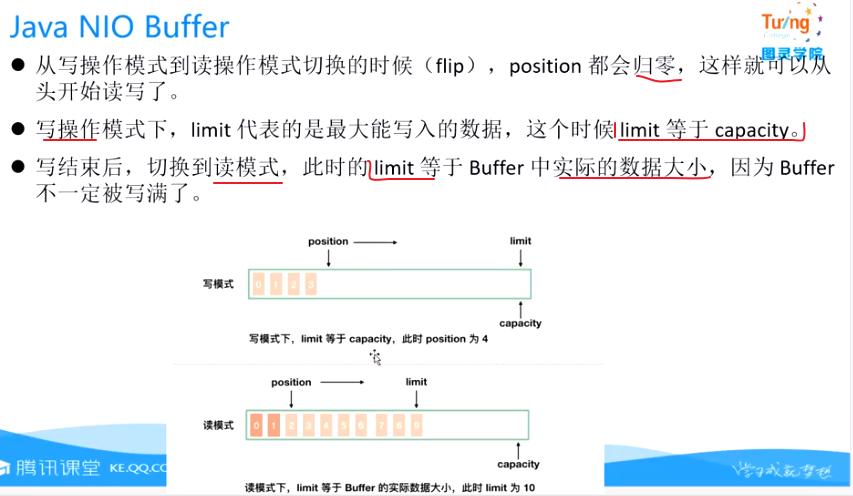 Java NIO Buffer
Turing
College
图灵学院
● 从写操作模式到读操作模式切换的时候（flip），position 都会归零，这样就可以从
头开始读写了。
● 写操作模式下，limit 代表的是最大能写入的数据，这个时候 limit 等于 capacity。
● 写结束后，切换到读模式，此时的 limit 等于 Buffer 中实际的数据大小，因为 Buffer
不一定被写满了。
position limit
写模式 0 1 2 3
capacity
写模式下，limit 等于 capacity，此时 position 为 4
position limit
读模式 0 1 2 3 4 5 6 7 8 9
capacity
腾讯课堂 KE.QQ.CO
学习成就梦想
读模式下，limit 等于 Buffer 的实际数据大小，此时 limit 为 10